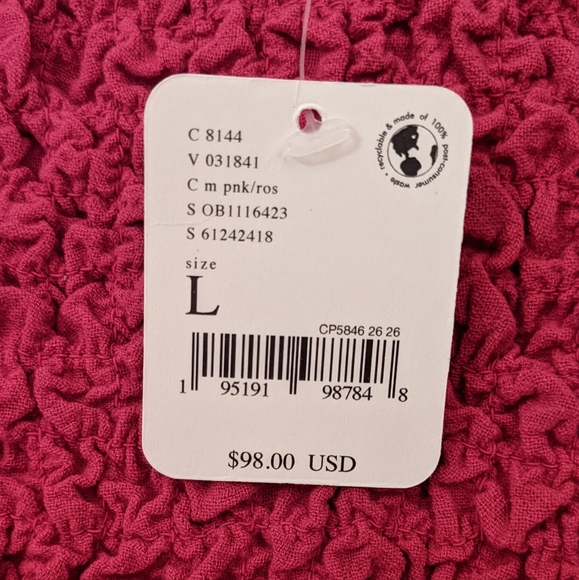 C 8144
V 031841
C m pnk/ros
S OB1116423
S 61242418
size
L
recyclable & made of 100% post-consumer waste •
CP5846 26 26
1 95191 98784 8
$98.00 USD